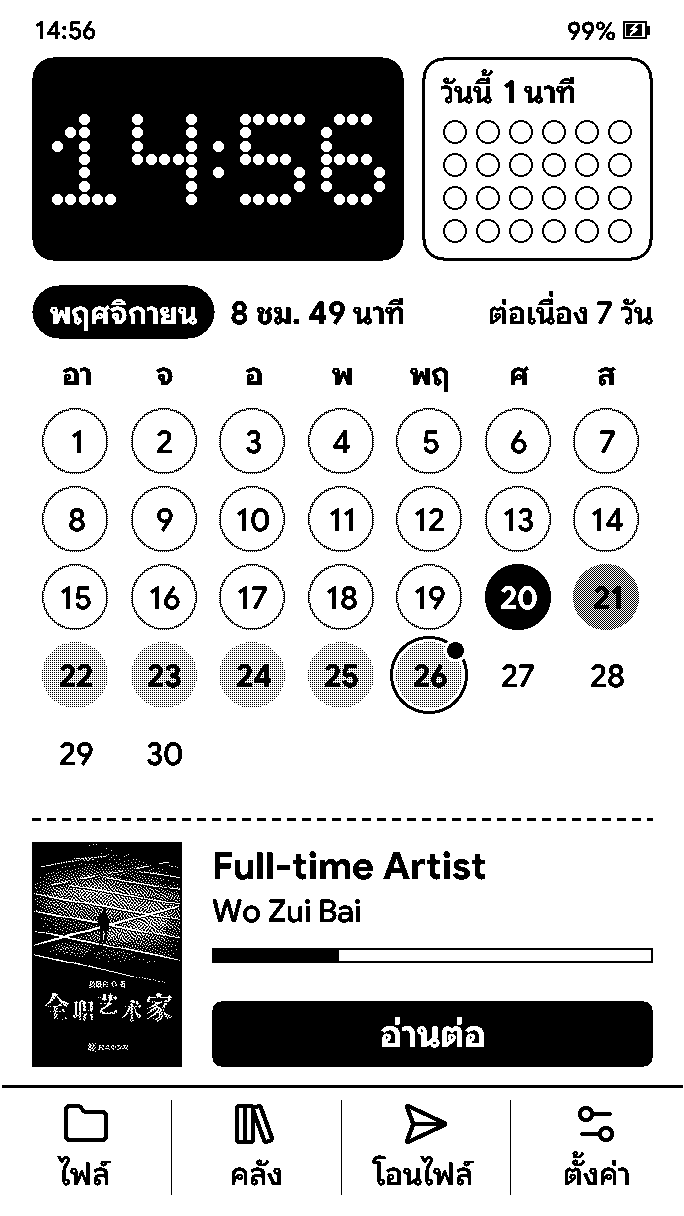 14:56 99%
14:56
วันนี้ 1 นาที
พฤศจิกายน 8 ชม. 49 นาที ต่อเนื่อง 7 วัน
อา จ อ พ พฤ ศ ส
1 2 3 4 5 6 7
8 9 10 11 12 13 14
15 16 17 18 19 20 21
22 23 24 25 26 27 28
29 30
Full-time Artist
Wo Zui Bai
全职艺术家
อ่านต่อ
ไฟล์ คลัง โอนไฟล์ ตั้งค่า